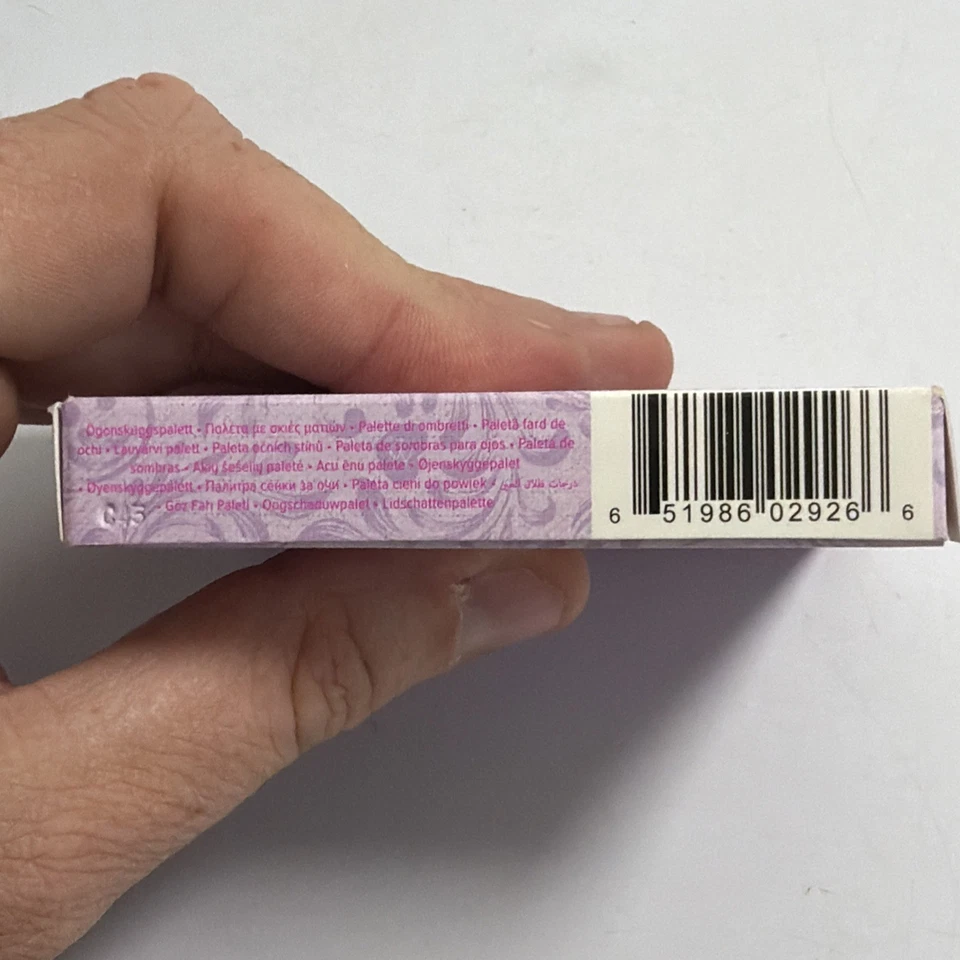 Ögonskuggspalett • Παλέτα με σκιές ματιών • Palette di ombretti • Paletă fard de
ochi • Lauvärvi palett • Paleta očních stínů • Paleta de sombras para ojos • Paleta de
sombras • Akių šešėlių paletė • Acu ēnu palete • Øjenskyggepalet
• Øyenskyggepalett • Палитра сенки за очи • Paleta cieni do powiek • درجات ظلال العيون
• Göz Farı Paleti • Oogschaduwpalet • Lidschattenpalette
6 51986 02926 6